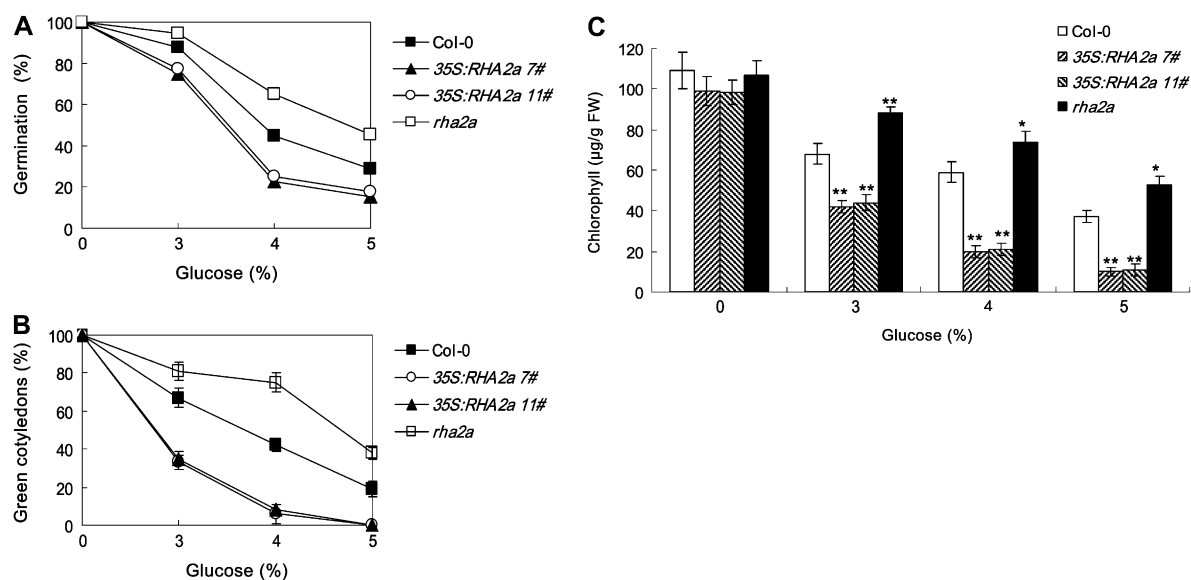 A
Germination (%)
100
80
60
40
20
0
0 3 4 5
Glucose (%)
Col-0
35S:RHA2a 7#
35S:RHA2a 11#
rha2a
B
Green cotyledons (%)
100
80
60
40
20
0
0 3 4 5
Glucose (%)
Col-0
35S:RHA2a 7#
35S:RHA2a 11#
rha2a
C
Chlorophyll (μg/g FW)
120
100
80
60
40
20
0
** ** **
** ** *
** ** *
0 3 4 5
Glucose (%)
Col-0
35S:RHA2a 7#
35S:RHA2a 11#
rha2a